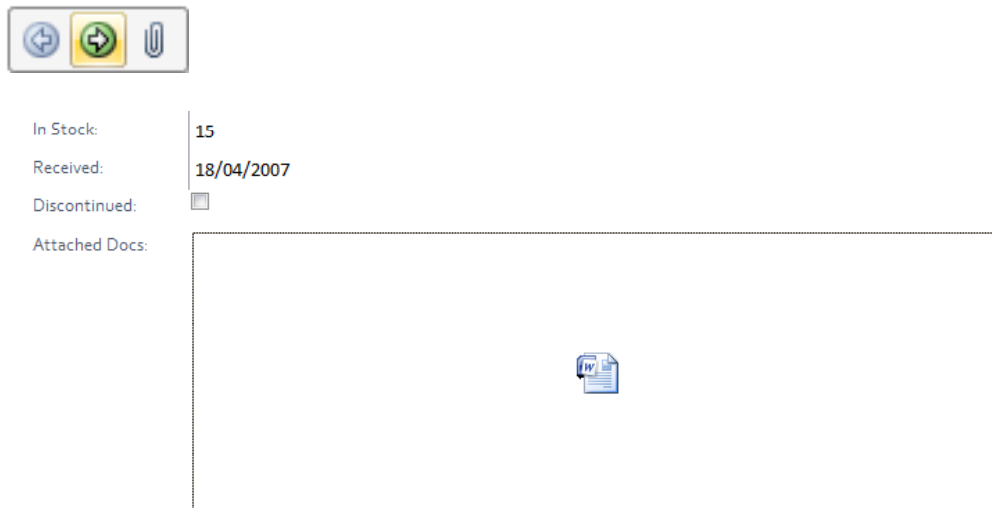 In Stock: 15
Received: 18/04/2007
Discontinued:
Attached Docs:
W